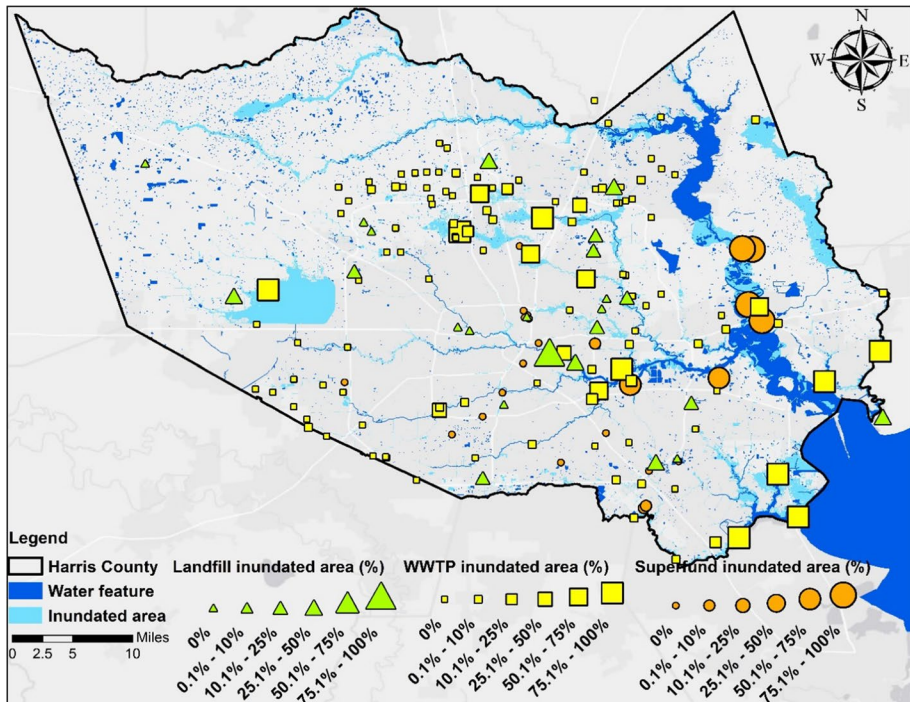 N
W E
S
Legend
Harris County
Water feature
Inundated area
Miles
0 2.5 5 10
Landfill inundated area (%)
0%
0.1% - 10%
10.1% - 25%
25.1% - 50%
50.1% - 75%
75.1% - 100%
WWTP inundated area (%)
0%
0.1% - 10%
10.1% - 25%
25.1% - 50%
50.1% - 75%
75.1% - 100%
Superfund inundated area (%)
0%
0.1% - 10%
10.1% - 25%
25.1% - 50%
50.1% - 75%
75.1% - 100%